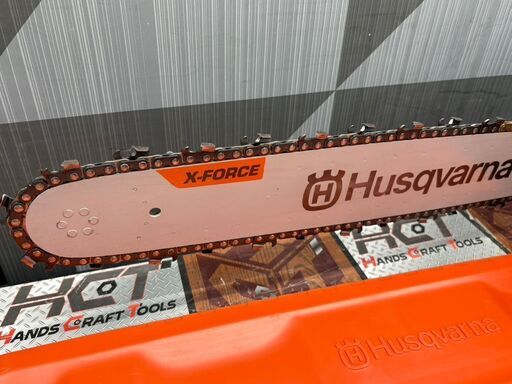 X-FORCE
Husqvarna
HCT
HANDS CRAFT TOOLS
HCT
HANDS CRAFT TOOLS
Husqvarna